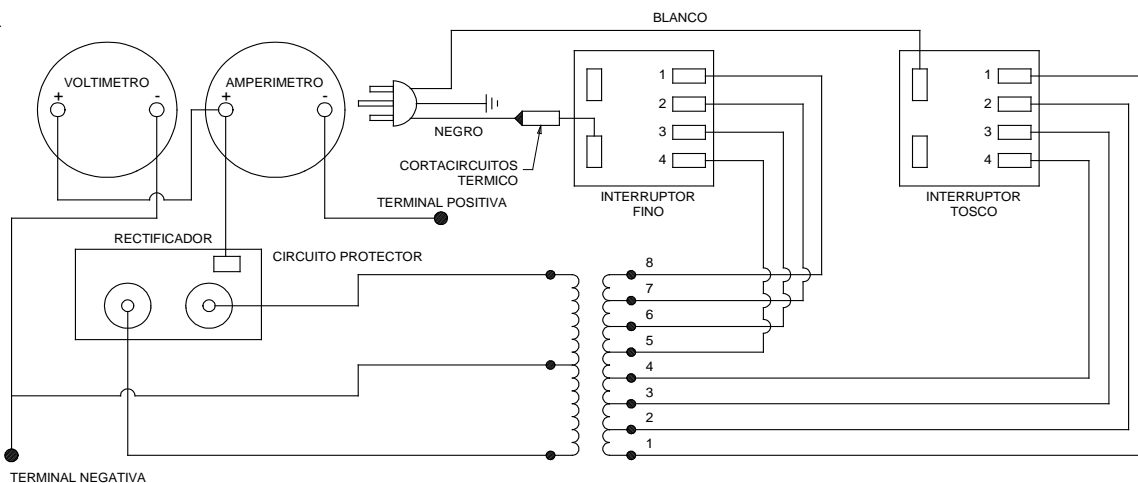 BLANCO
VOLTIMETRO
+ -
AMPERIMETRO
+ -
NEGRO
CORTACIRCUITOS
TERMICO
1
2
3
4
INTERRUPTOR
FINO
1
2
3
4
INTERRUPTOR
TOSCO
TERMINAL POSITIVA
RECTIFICADOR
CIRCUITO PROTECTOR
8
7
6
5
4
3
2
1
TERMINAL NEGATIVA